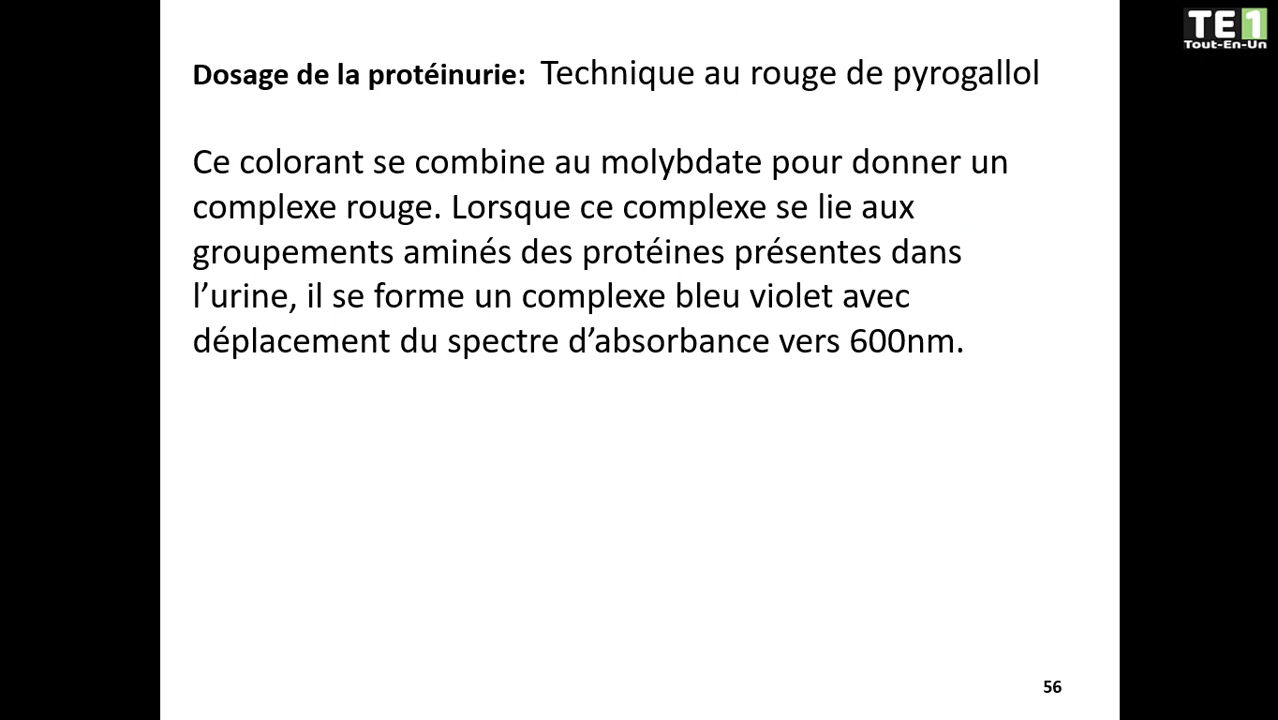 TE1
Tout-En-Un
Dosage de la protéinurie: Technique au rouge de pyrogallol
Ce colorant se combine au molybdate pour donner un
complexe rouge. Lorsque ce complexe se lie aux
groupements aminés des protéines présentes dans
l’urine, il se forme un complexe bleu violet avec
déplacement du spectre d’absorbance vers 600nm.
56